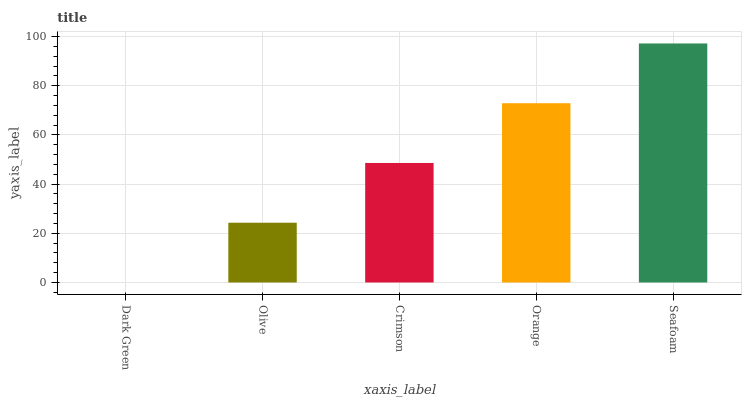 title
100
80
60
40
20
0
yaxis_label
Dark Green
Olive
Crimson
Orange
Seafoam
xaxis_label